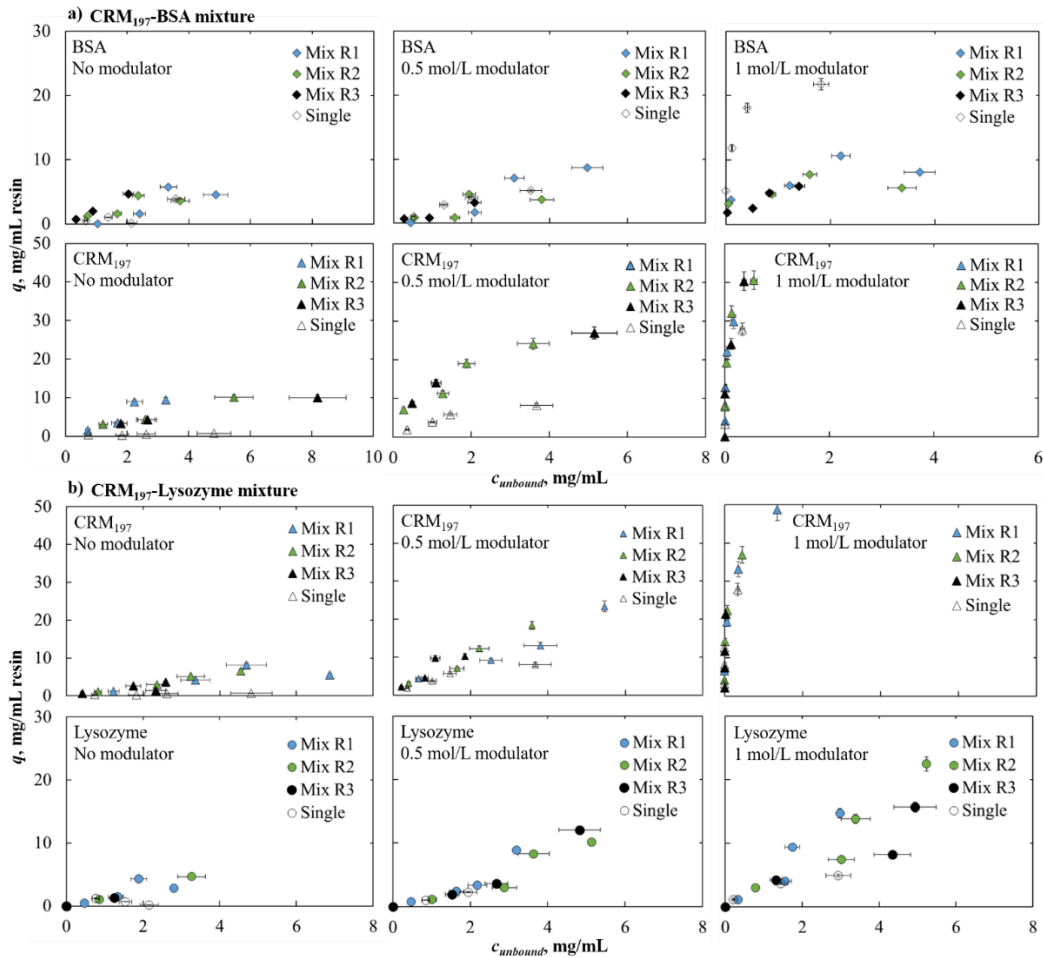 a) CRM197-BSA mixture
30
20
10
0
BSA
No modulator
Mix R1
Mix R2
Mix R3
Single
BSA
0.5 mol/L modulator
Mix R1
Mix R2
Mix R3
Single
BSA
1 mol/L modulator
Mix R1
Mix R2
Mix R3
Single
q, mg/mL resin
50
40
30
20
10
0
CRM197
No modulator
Mix R1
Mix R2
Mix R3
Single
CRM197
0.5 mol/L modulator
Mix R1
Mix R2
Mix R3
Single
CRM197
1 mol/L modulator
Mix R1
Mix R2
Mix R3
Single
0 2 4 6 8 10
0 2 4 6 8
0 2 4 6
cunbound, mg/mL
b) CRM197-Lysozyme mixture
50
40
30
20
10
0
CRM197
No modulator
Mix R1
Mix R2
Mix R3
Single
CRM197
0.5 mol/L modulator
Mix R1
Mix R2
Mix R3
Single
CRM197
1 mol/L modulator
Mix R1
Mix R2
Mix R3
Single
q, mg/mL resin
30
20
10
0
Lysozyme
No modulator
Mix R1
Mix R2
Mix R3
Single
Lysozyme
0.5 mol/L modulator
Mix R1
Mix R2
Mix R3
Single
Lysozyme
1 mol/L modulator
Mix R1
Mix R2
Mix R3
Single
0 2 4 6 8
0 2 4 6 8
0 2 4 6 8
cunbound, mg/mL